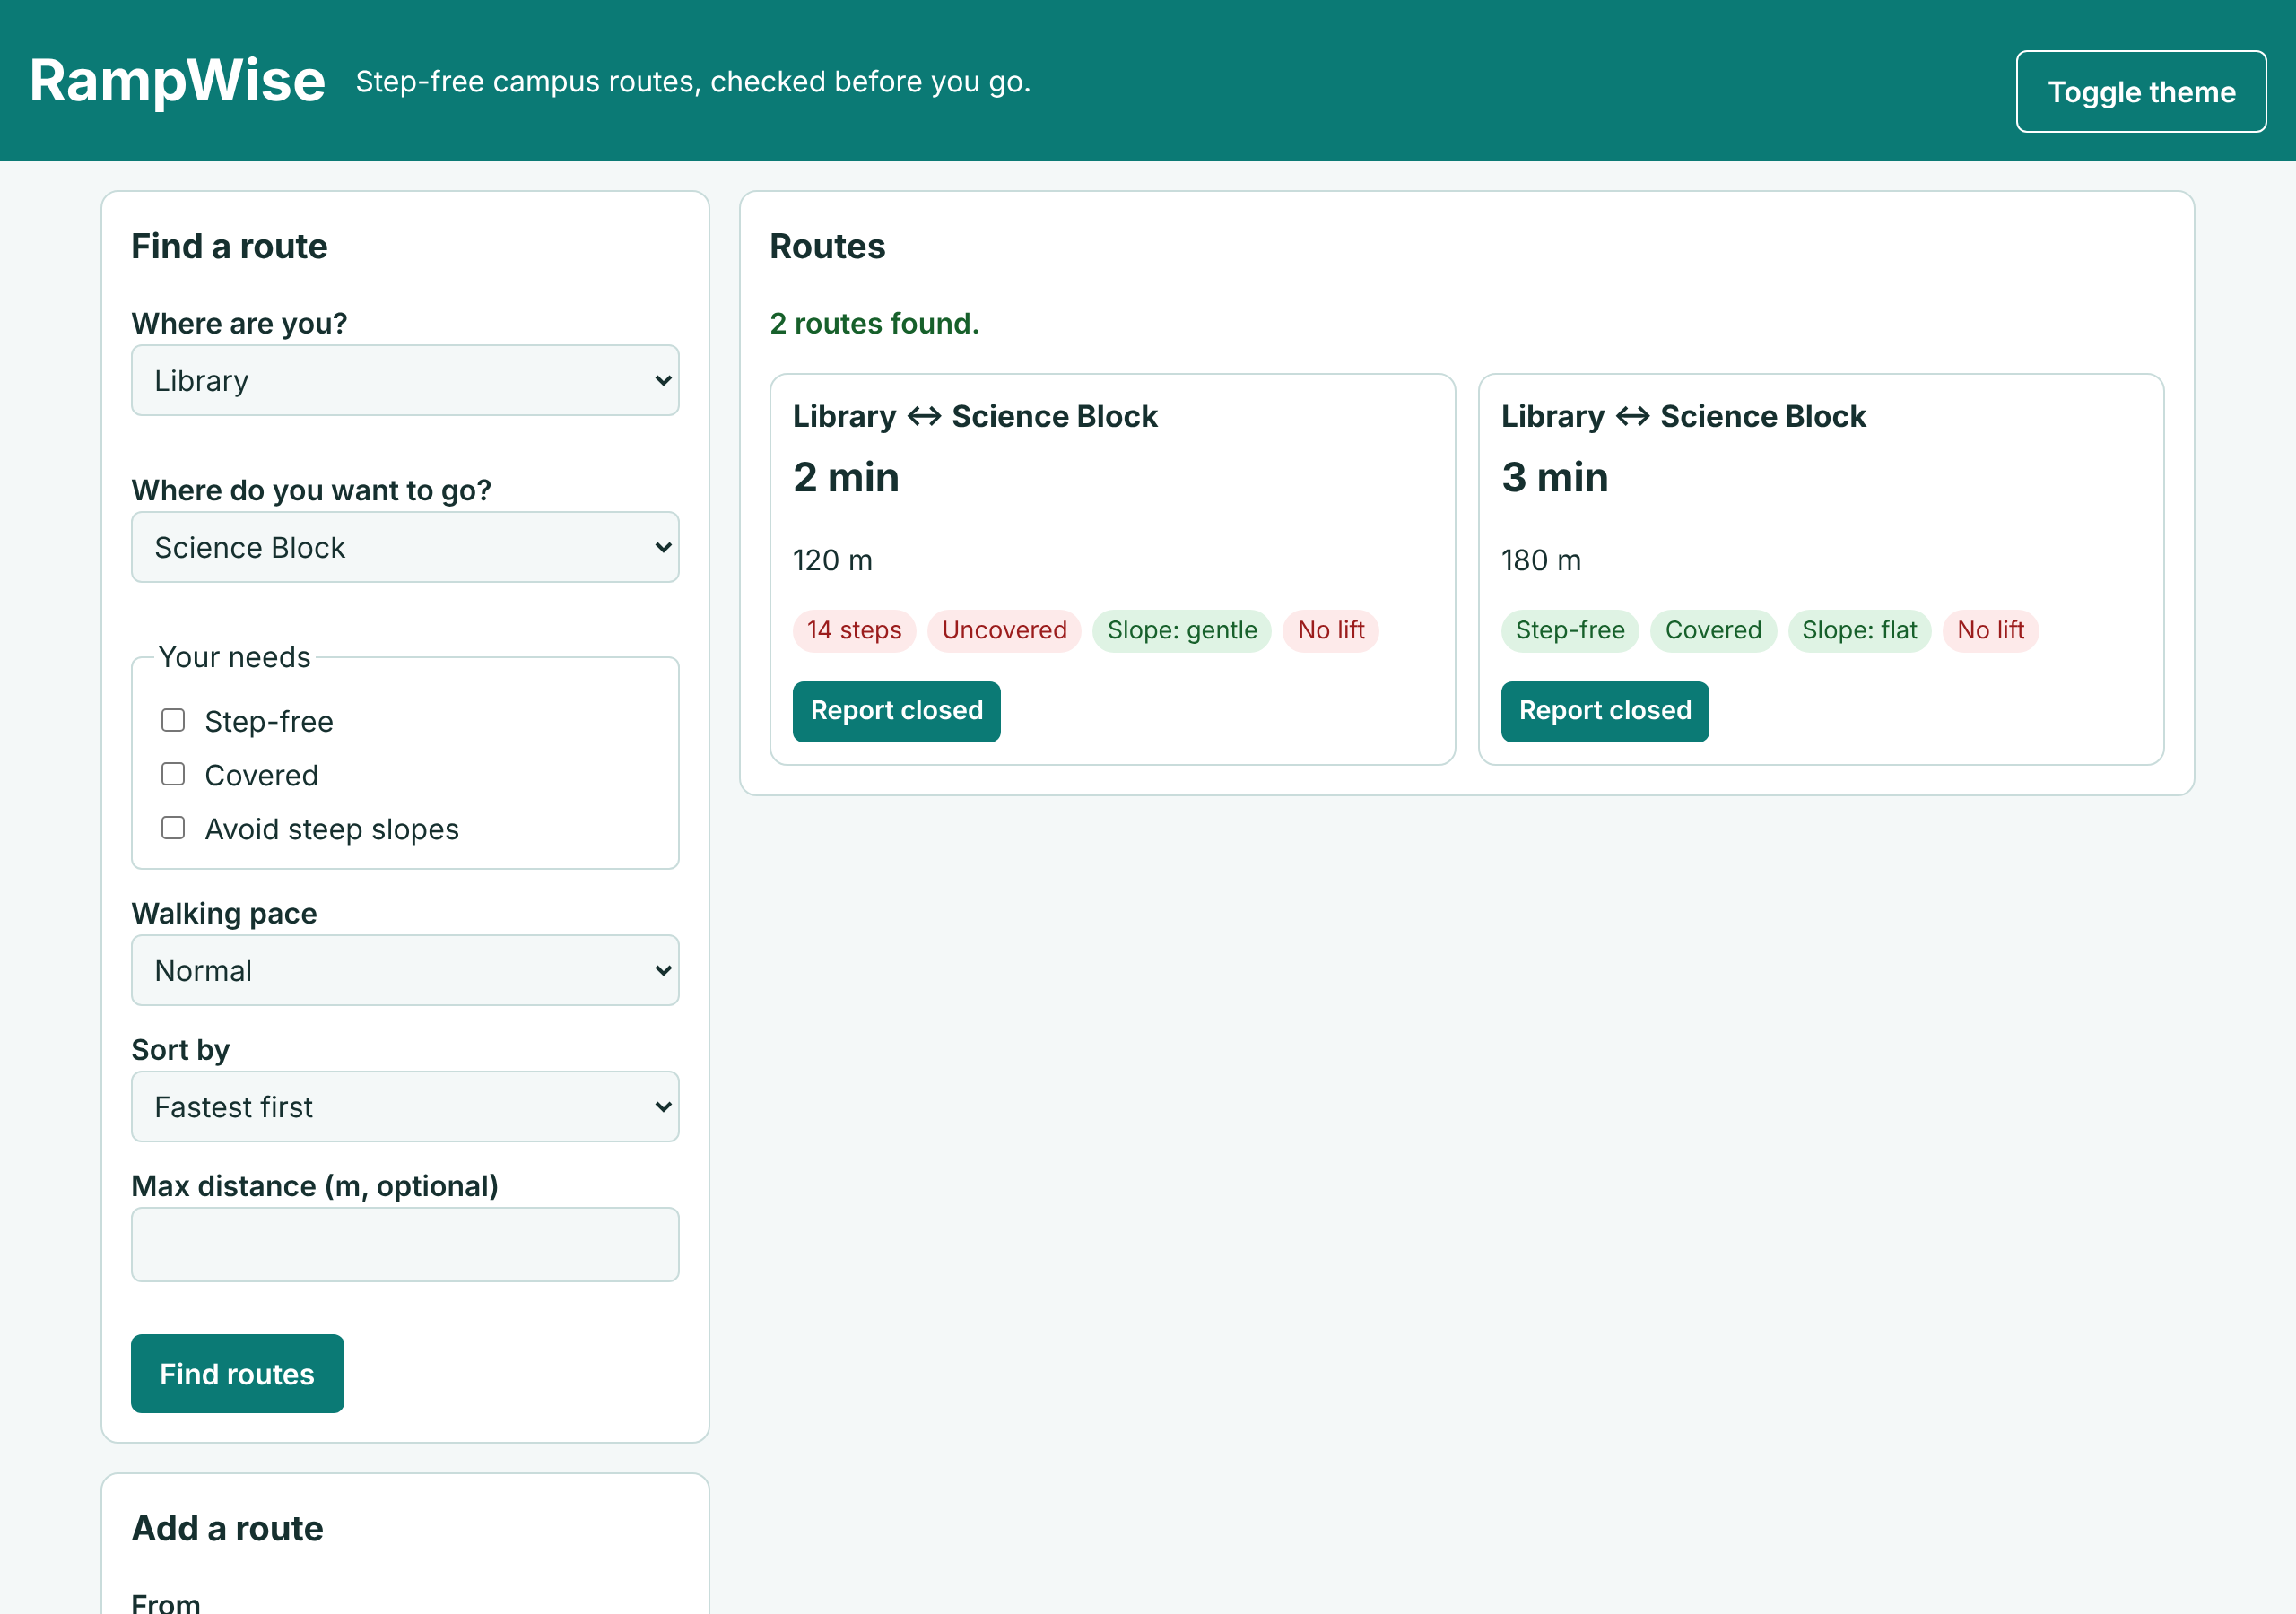 RampWise
Step-free campus routes, checked before you go.
Toggle theme
Find a route
Where are you?
Library
Where do you want to go?
Science Block
Your needs
Step-free
Covered
Avoid steep slopes
Walking pace
Normal
Sort by
Fastest first
Max distance (m, optional)
Find routes
Add a route
From
Routes
2 routes found.
Library ↔ Science Block
2 min
120 m
14 steps Uncovered Slope: gentle No lift
Report closed
Library ↔ Science Block
3 min
180 m
Step-free Covered Slope: flat No lift
Report closed